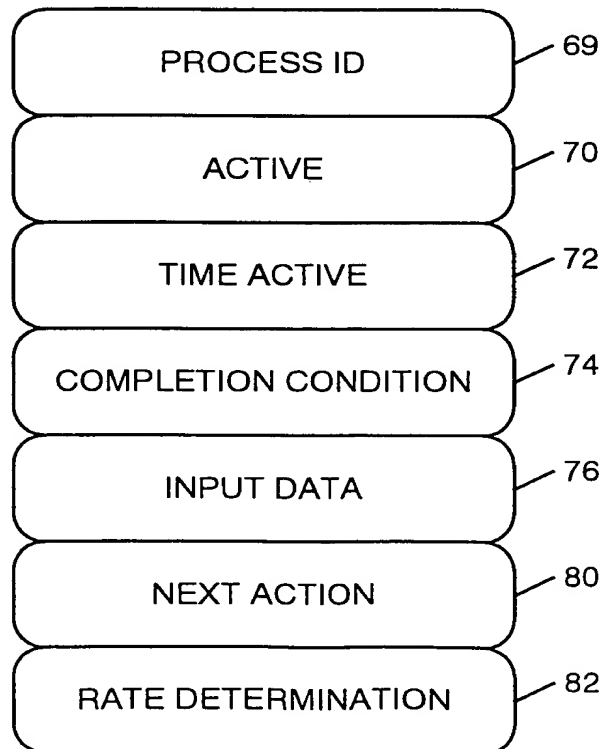 PROCESS ID 69
ACTIVE 70
TIME ACTIVE 72
COMPLETION CONDITION 74
INPUT DATA 76
NEXT ACTION 80
RATE DETERMINATION 82